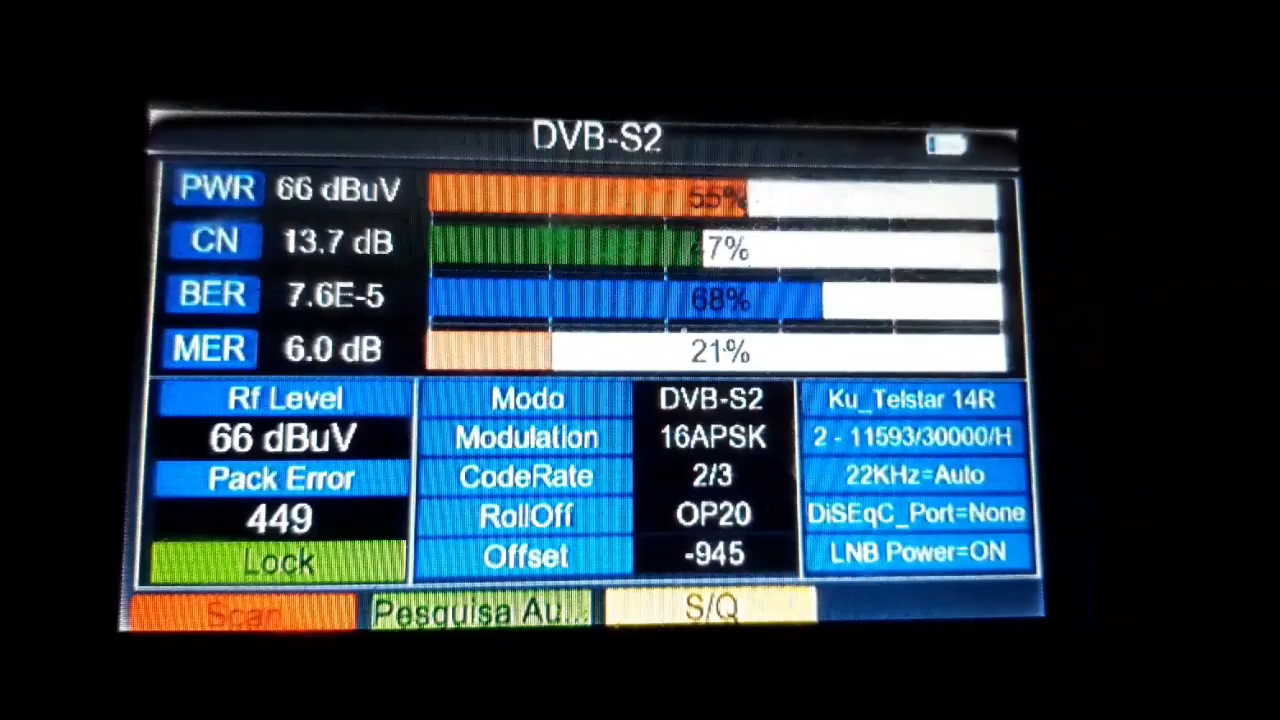 DVB-S2
PWR 66 dBuV 55%
CN 13.7 dB 47%
BER 7.6E-5 68%
MER 6.0 dB 21%
Rf Level
66 dBuV
Pack Error
449
Lock
Modo DVB-S2
Modulation 16APSK
CodeRate 2/3
RollOff OP20
Offset -945
Ku_Telstar 14R
2 - 11593/30000/H
22KHz=Auto
DiSEqC_Port=None
LNB Power=ON
Scan Pesquisa Au... S/Q